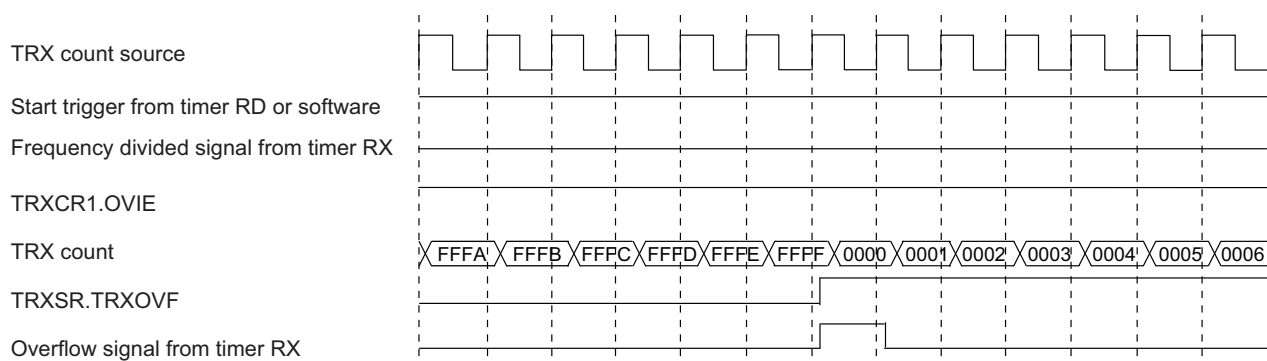 TRX count source
Start trigger from timer RD or software
Frequency divided signal from timer RX
TRXCR1.OVIE
TRX count FFFA FFFB FFFC FFFD FFFE FFFF 0000 0001 0002 0003 0004 0005 0006
TRXSR.TRXOVF
Overflow signal from timer RX